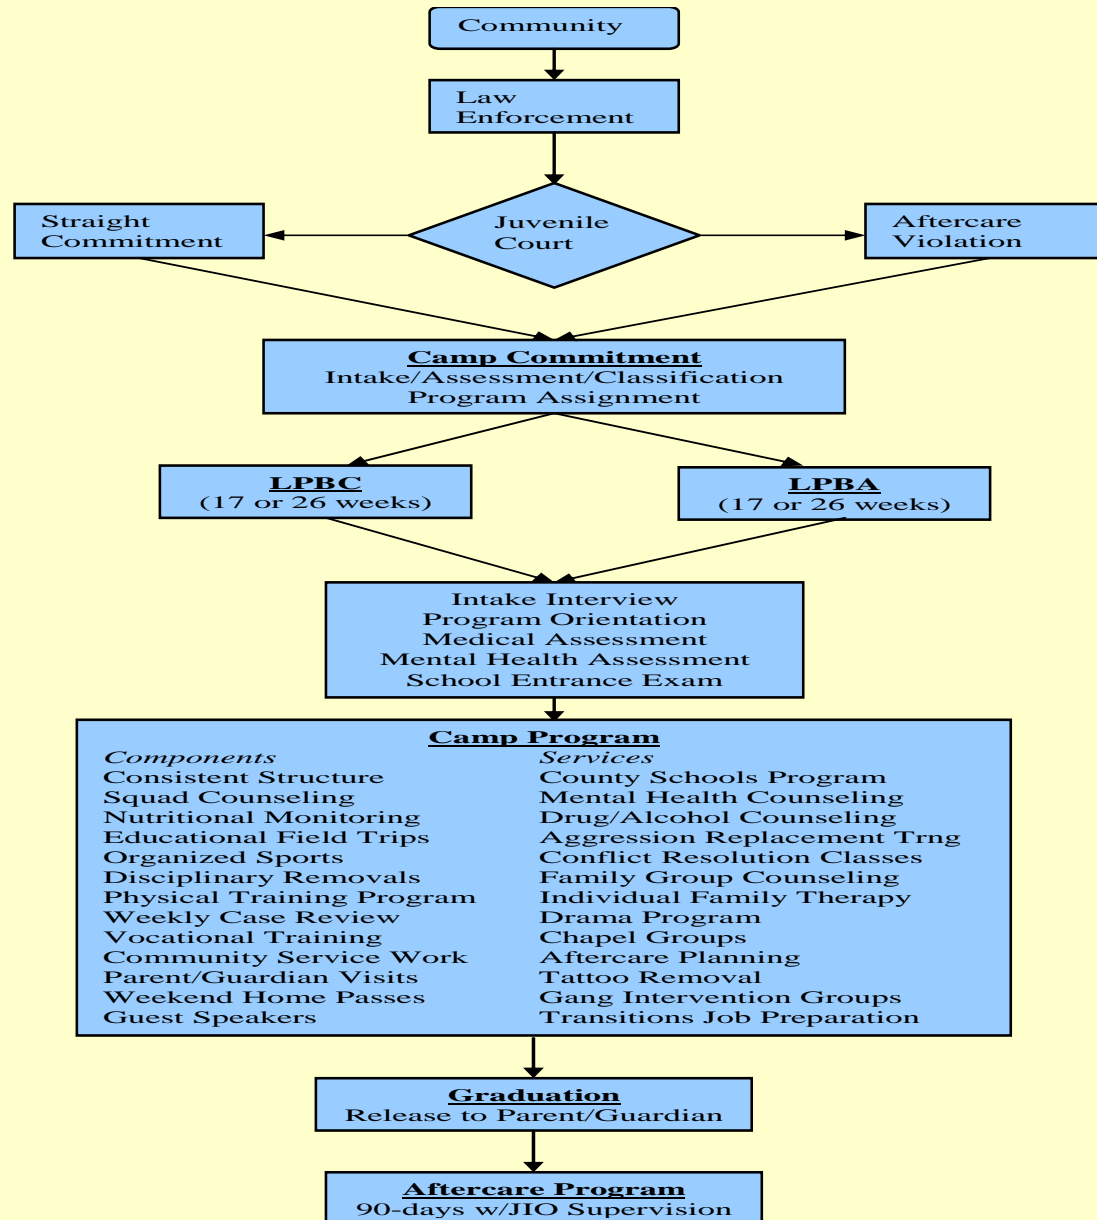 Community
Law
Enforcement
Juvenile
Court
Straight
Commitment
Aftercare
Violation
Camp Commitment
Intake/Assessment/Classification
Program Assignment
LPBC
(17 or 26 weeks)
LPBA
(17 or 26 weeks)
Intake Interview
Program Orientation
Medical Assessment
Mental Health Assessment
School Entrance Exam
Camp Program
Components
Consistent Structure
Squad Counseling
Nutritional Monitoring
Educational Field Trips
Organized Sports
Disciplinary Removals
Physical Training Program
Weekly Case Review
Vocational Training
Community Service Work
Parent/Guardian Visits
Weekend Home Passes
Guest Speakers
Services
County Schools Program
Mental Health Counseling
Drug/Alcohol Counseling
Aggression Replacement Trng
Conflict Resolution Classes
Family Group Counseling
Individual Family Therapy
Drama Program
Chapel Groups
Aftercare Planning
Tattoo Removal
Gang Intervention Groups
Transitions Job Preparation
Graduation
Release to Parent/Guardian
Aftercare Program
90-days w/JIO Supervision